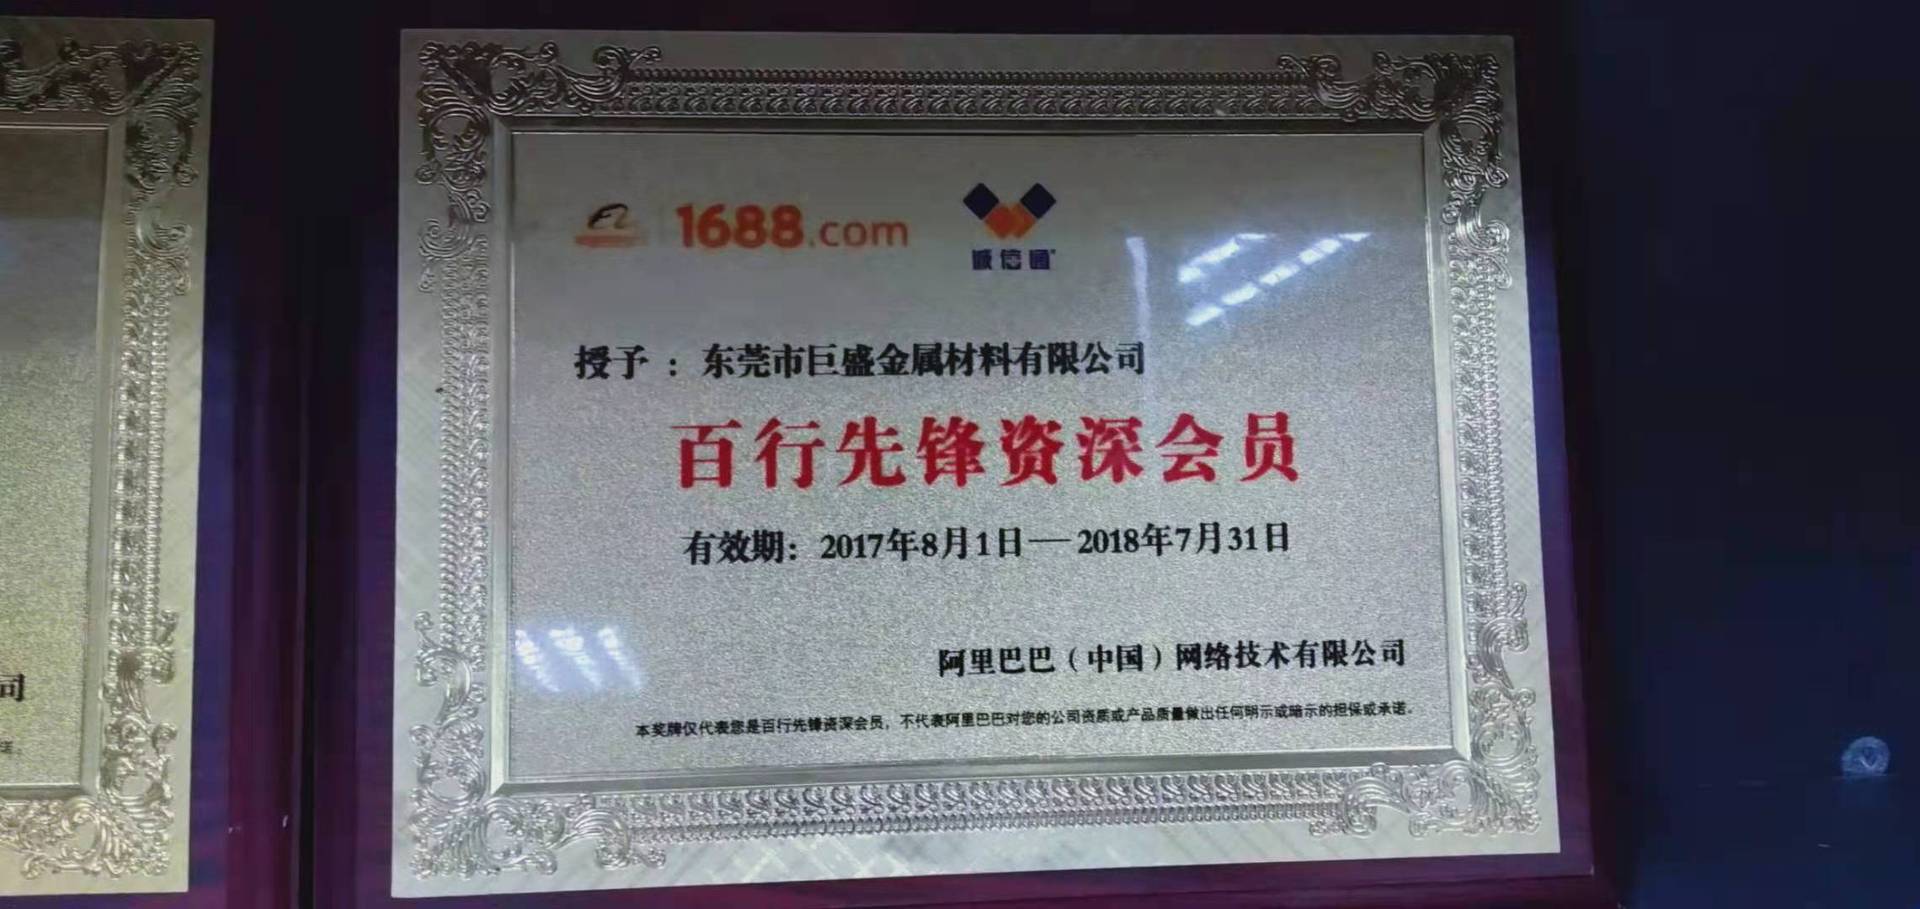 1688.com
诚信通
授予：东莞市巨盛金属材料有限公司
百行先锋资深会员
有效期：2017年8月1日—2018年7月31日
阿里巴巴（中国）网络技术有限公司
本奖牌仅代表您是百行先锋资深会员，不代表阿里巴巴对您的公司资质或产品质量做出任何明示或暗示的担保或承诺。
司